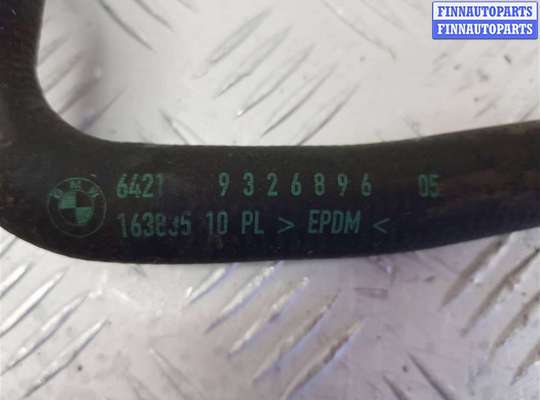 FINNAUTOPARTS
FINNAUTOPARTS
BMW
6421 9326896 05
163835 10 PL > EPDM <